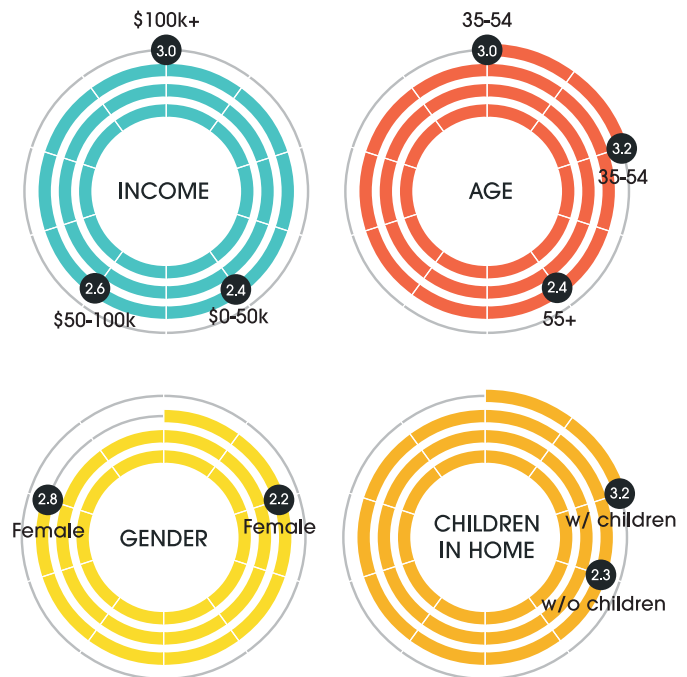 $100k+
3.0
INCOME
2.6
$50-100k
2.4
$0-50k
35-54
3.0
3.2
35-54
AGE
2.4
55+
2.8
Female
GENDER
2.2
Female
CHILDREN
IN HOME
3.2
w/ children
2.3
w/o children